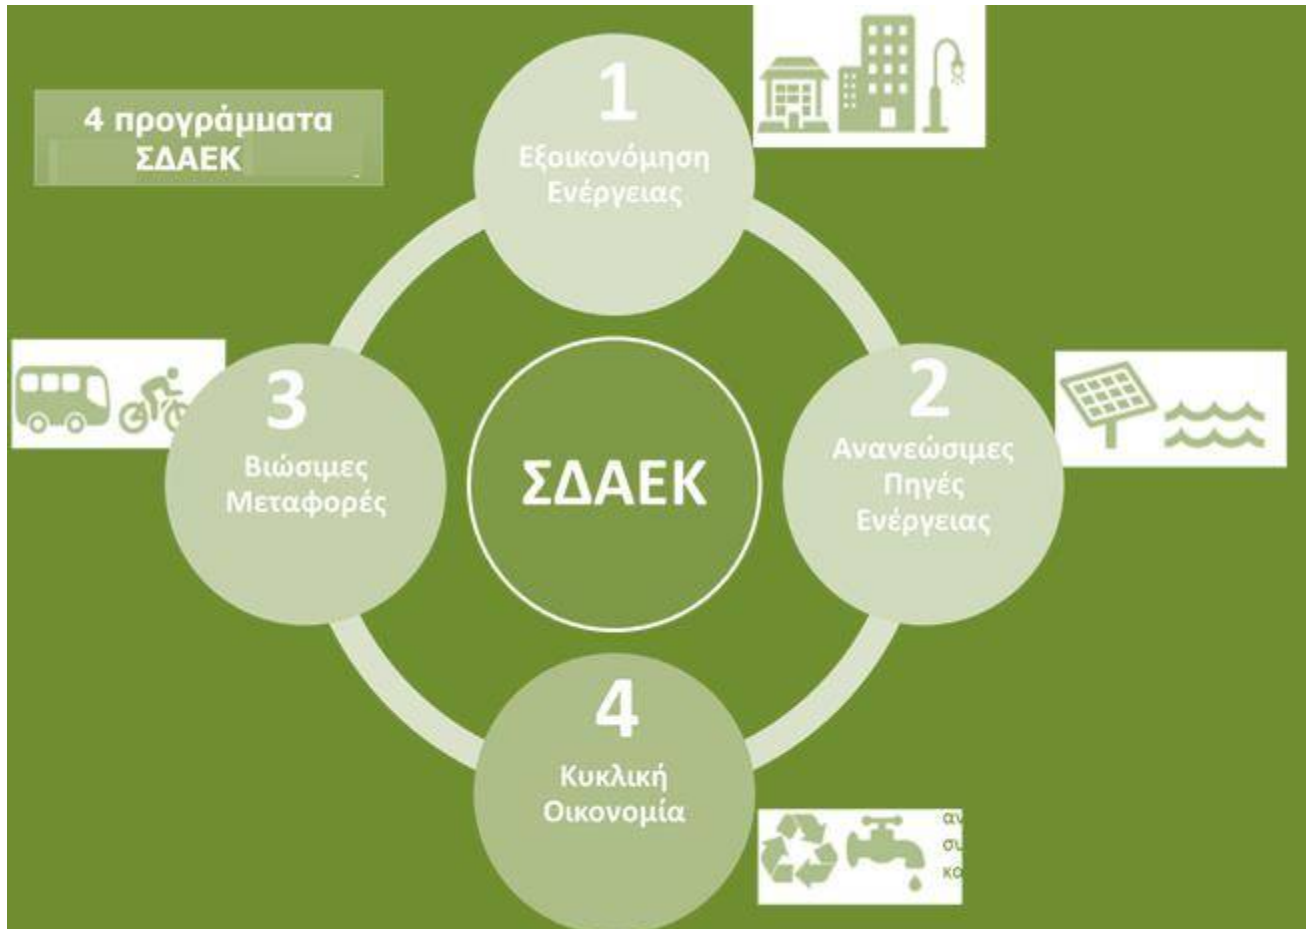 4 προγράμματα
ΣΔΑΕΚ
1
Εξοικονόμηση
Ενέργειας
2
Ανανεώσιμες
Πηγές
Ενέργειας
3
Βιώσιμες
Μεταφορές
ΣΔΑΕΚ
4
Κυκλική
Οικονομία